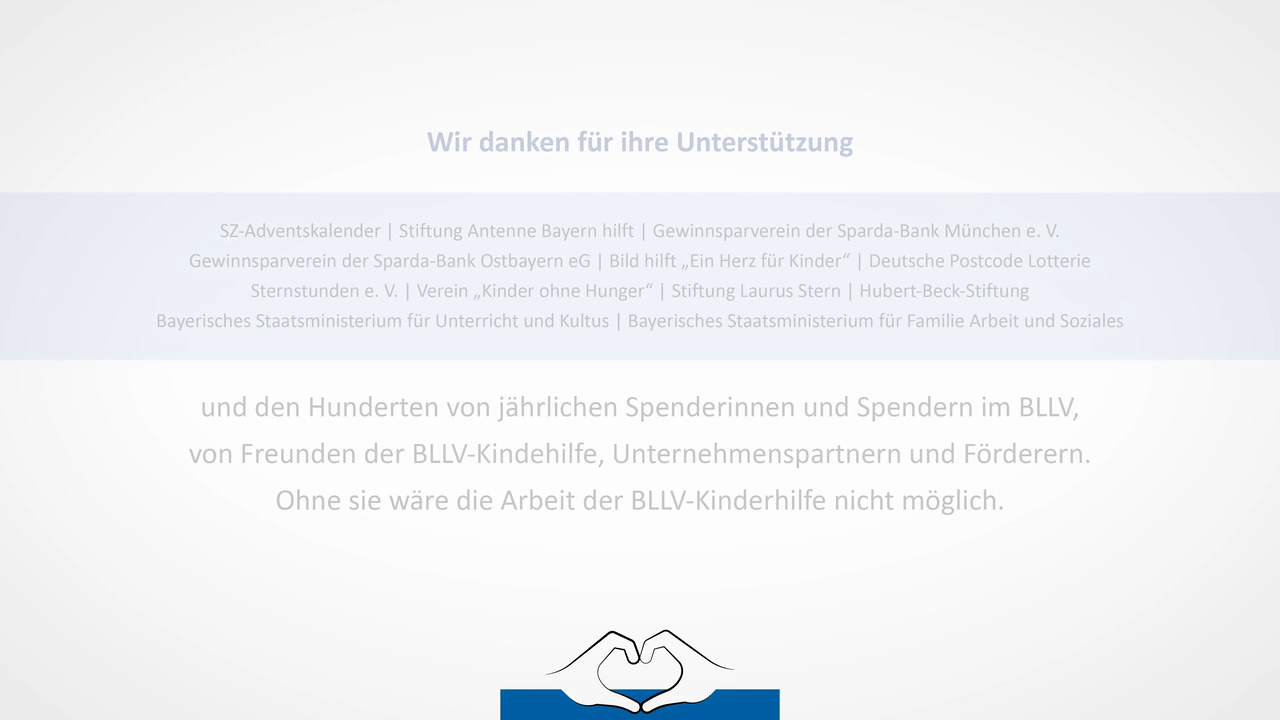 Wir danken für ihre Unterstützung
SZ-Adventskalender | Stiftung Antenne Bayern hilft | Gewinnsparverein der Sparda-Bank München e. V.
Gewinnsparverein der Sparda-Bank Ostbayern eG | Bild hilft „Ein Herz für Kinder“ | Deutsche Postcode Lotterie
Sternstunden e. V. | Verein „Kinder ohne Hunger“ | Stiftung Laurus Stern | Hubert-Beck-Stiftung
Bayerisches Staatsministerium für Unterricht und Kultus | Bayerisches Staatsministerium für Familie Arbeit und Soziales
und den Hunderten von jährlichen Spenderinnen und Spendern im BLLV,
von Freunden der BLLV-Kindehilfe, Unternehmenspartnern und Förderern.
Ohne sie wäre die Arbeit der BLLV-Kinderhilfe nicht möglich.